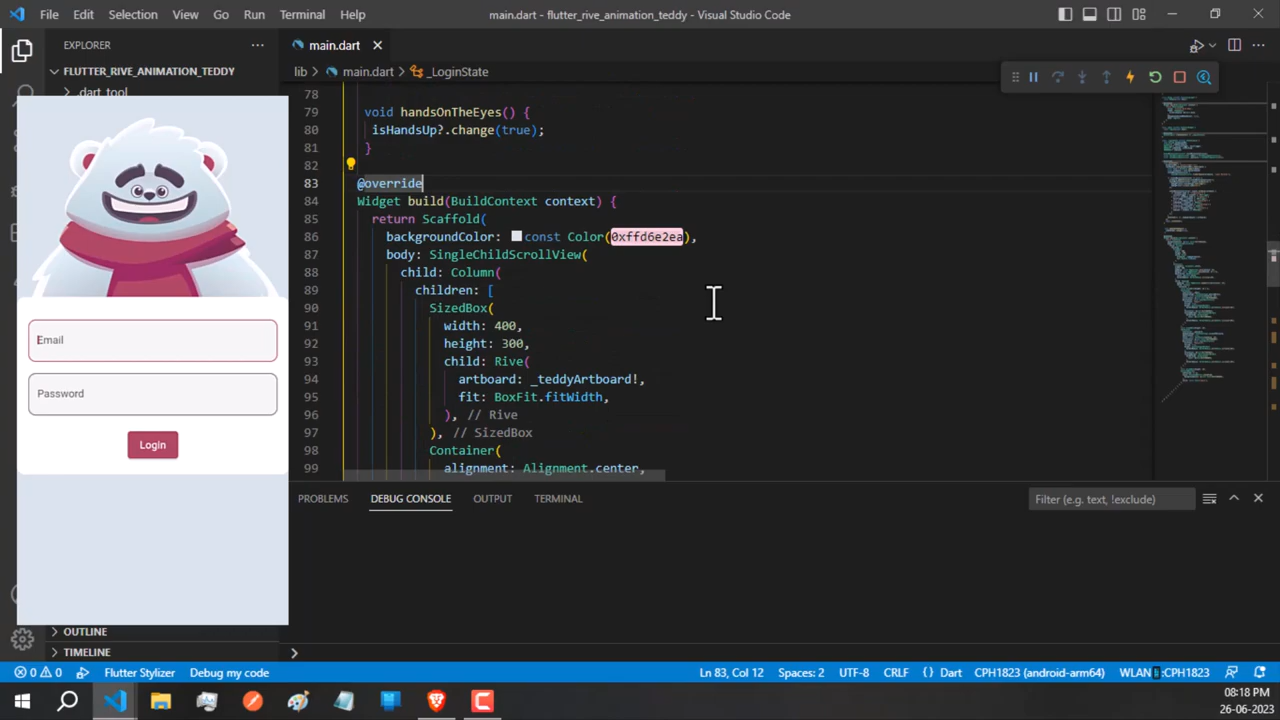 File Edit Selection View Go Run Terminal Help
main.dart - flutter_rive_animation_teddy - Visual Studio Code
EXPLORER
main.dart
FLUTTER_RIVE_ANIMATION_TEDDY
lib > main.dart > _LoginState
.dart_tool
78
79 void handsOnTheEyes() {
80 isHandsUp?.change(true);
81 }
82
83 @override
84 Widget build(BuildContext context) {
85 return Scaffold(
86 backgroundColor: const Color(0xffd6e2ea),
87 body: SingleChildScrollView(
88 child: Column(
89 children: [
90 SizedBox(
91 width: 400,
92 height: 300,
93 child: Rive(
94 artboard: _teddyArtboard!,
95 fit: BoxFit.fitWidth,
96 ), // Rive
97 ), // SizedBox
98 Container(
99 alignment: Alignment.center,
Email
Password
Login
PROBLEMS DEBUG CONSOLE OUTPUT TERMINAL
Filter (e.g. text, !exclude)
OUTLINE
TIMELINE
0 0 Flutter Stylizer Debug my code
Ln 83, Col 12 Spaces: 2 UTF-8 CRLF {} Dart CPH1823 (android-arm64) WLAN :CPH1823
08:18 PM
26-06-2023